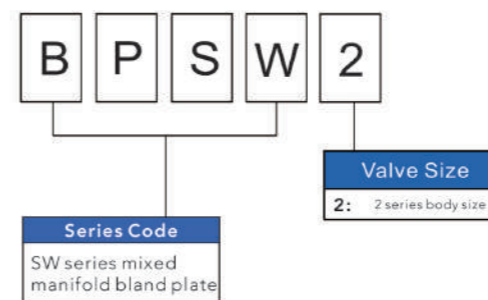 B P S W 2
Valve Size
2: 2 series body size
Series Code
SW series mixed
manifold bland plate